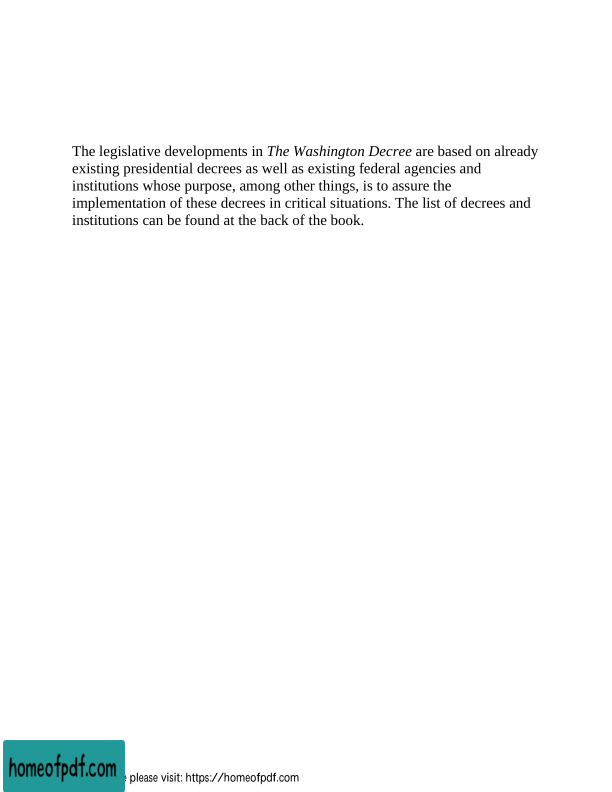 The legislative developments in The Washington Decree are based on already
existing presidential decrees as well as existing federal agencies and
institutions whose purpose, among other things, is to assure the
implementation of these decrees in critical situations. The list of decrees and
institutions can be found at the back of the book.
homeofpdf.com
please visit: https://homeofpdf.com